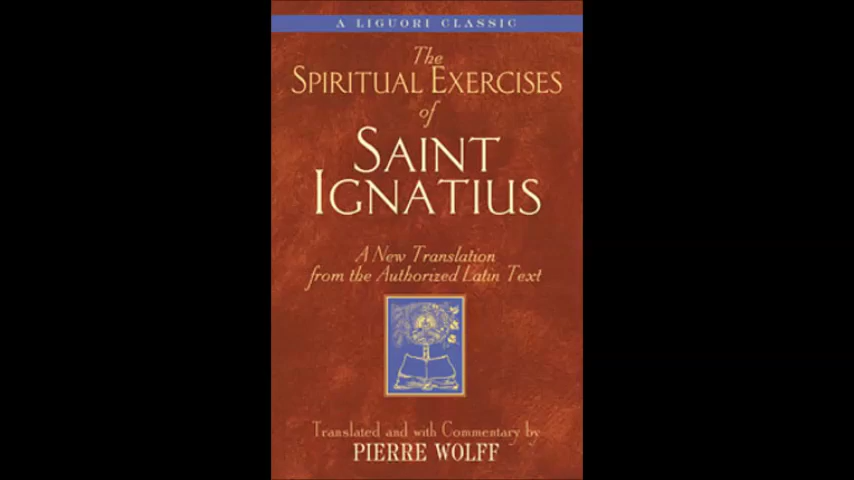 A LIGUORI CLASSIC
The
SPIRITUAL EXERCISES
of
SAINT
IGNATIUS
A New Translation
from the Authorized Latin Text
Translated and with Commentary by
PIERRE WOLFF